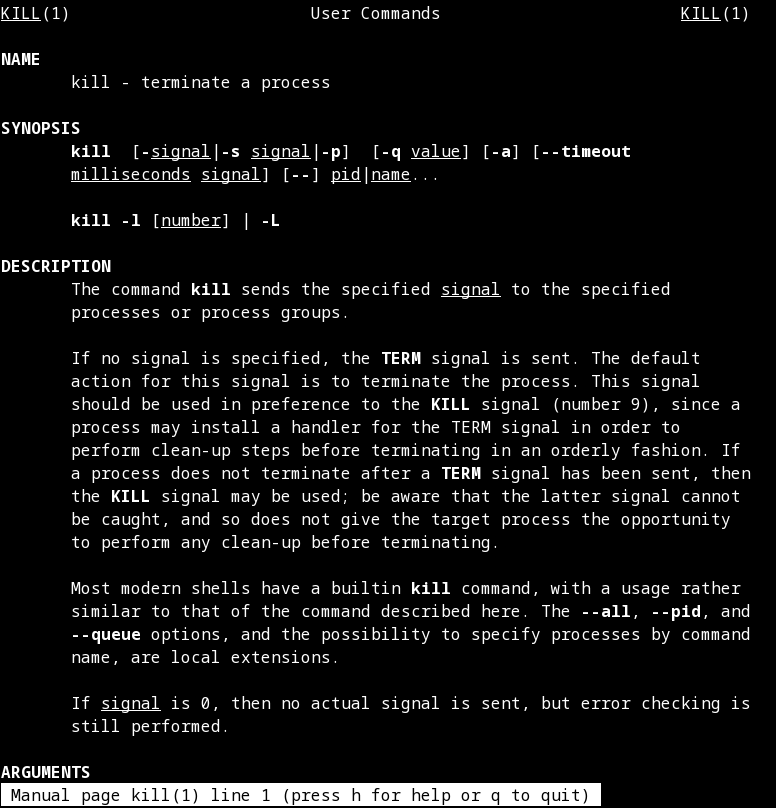 KILL(1) User Commands KILL(1)
NAME
kill - terminate a process
SYNOPSIS
kill [-signal|-s signal|-p] [-q value] [-a] [--timeout
milliseconds signal] [--] pid|name...
kill -l [number] | -L
DESCRIPTION
The command kill sends the specified signal to the specified
processes or process groups.
If no signal is specified, the TERM signal is sent. The default
action for this signal is to terminate the process. This signal
should be used in preference to the KILL signal (number 9), since a
process may install a handler for the TERM signal in order to
perform clean-up steps before terminating in an orderly fashion. If
a process does not terminate after a TERM signal has been sent, then
the KILL signal may be used; be aware that the latter signal cannot
be caught, and so does not give the target process the opportunity
to perform any clean-up before terminating.
Most modern shells have a builtin kill command, with a usage rather
similar to that of the command described here. The --all, --pid, and
--queue options, and the possibility to specify processes by command
name, are local extensions.
If signal is 0, then no actual signal is sent, but error checking is
still performed.
ARGUMENTS
Manual page kill(1) line 1 (press h for help or q to quit)